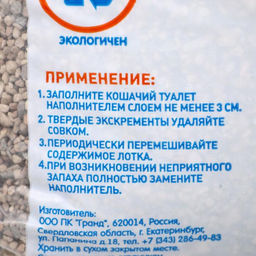 ЭКОЛОГИЧЕН
ПРИМЕНЕНИЕ:
1. ЗАПОЛНИТЕ КОШАЧИЙ ТУАЛЕТ
НАПОЛНИТЕЛЕМ СЛОЕМ НЕ МЕНЕЕ 3 СМ.
2. ТВЕРДЫЕ ЭКСКРЕМЕНТЫ УДАЛЯЙТЕ
СОВКОМ.
3. ПЕРИОДИЧЕСКИ ПЕРЕМЕШИВАЙТЕ
СОДЕРЖИМОЕ ЛОТКА.
4. ПРИ ВОЗНИКНОВЕНИИ НЕПРИЯТНОГО
ЗАПАХА ПОЛНОСТЬЮ ЗАМЕНИТЕ
НАПОЛНИТЕЛЬ.
Изготовитель:
ООО ПК "Гранд", 620014, Россия,
Свердловская область, г. Екатеринбург,
ул. Папанина д.18, тел. +7 (343) 286-49-83
Хранить в сухом закрытом месте.